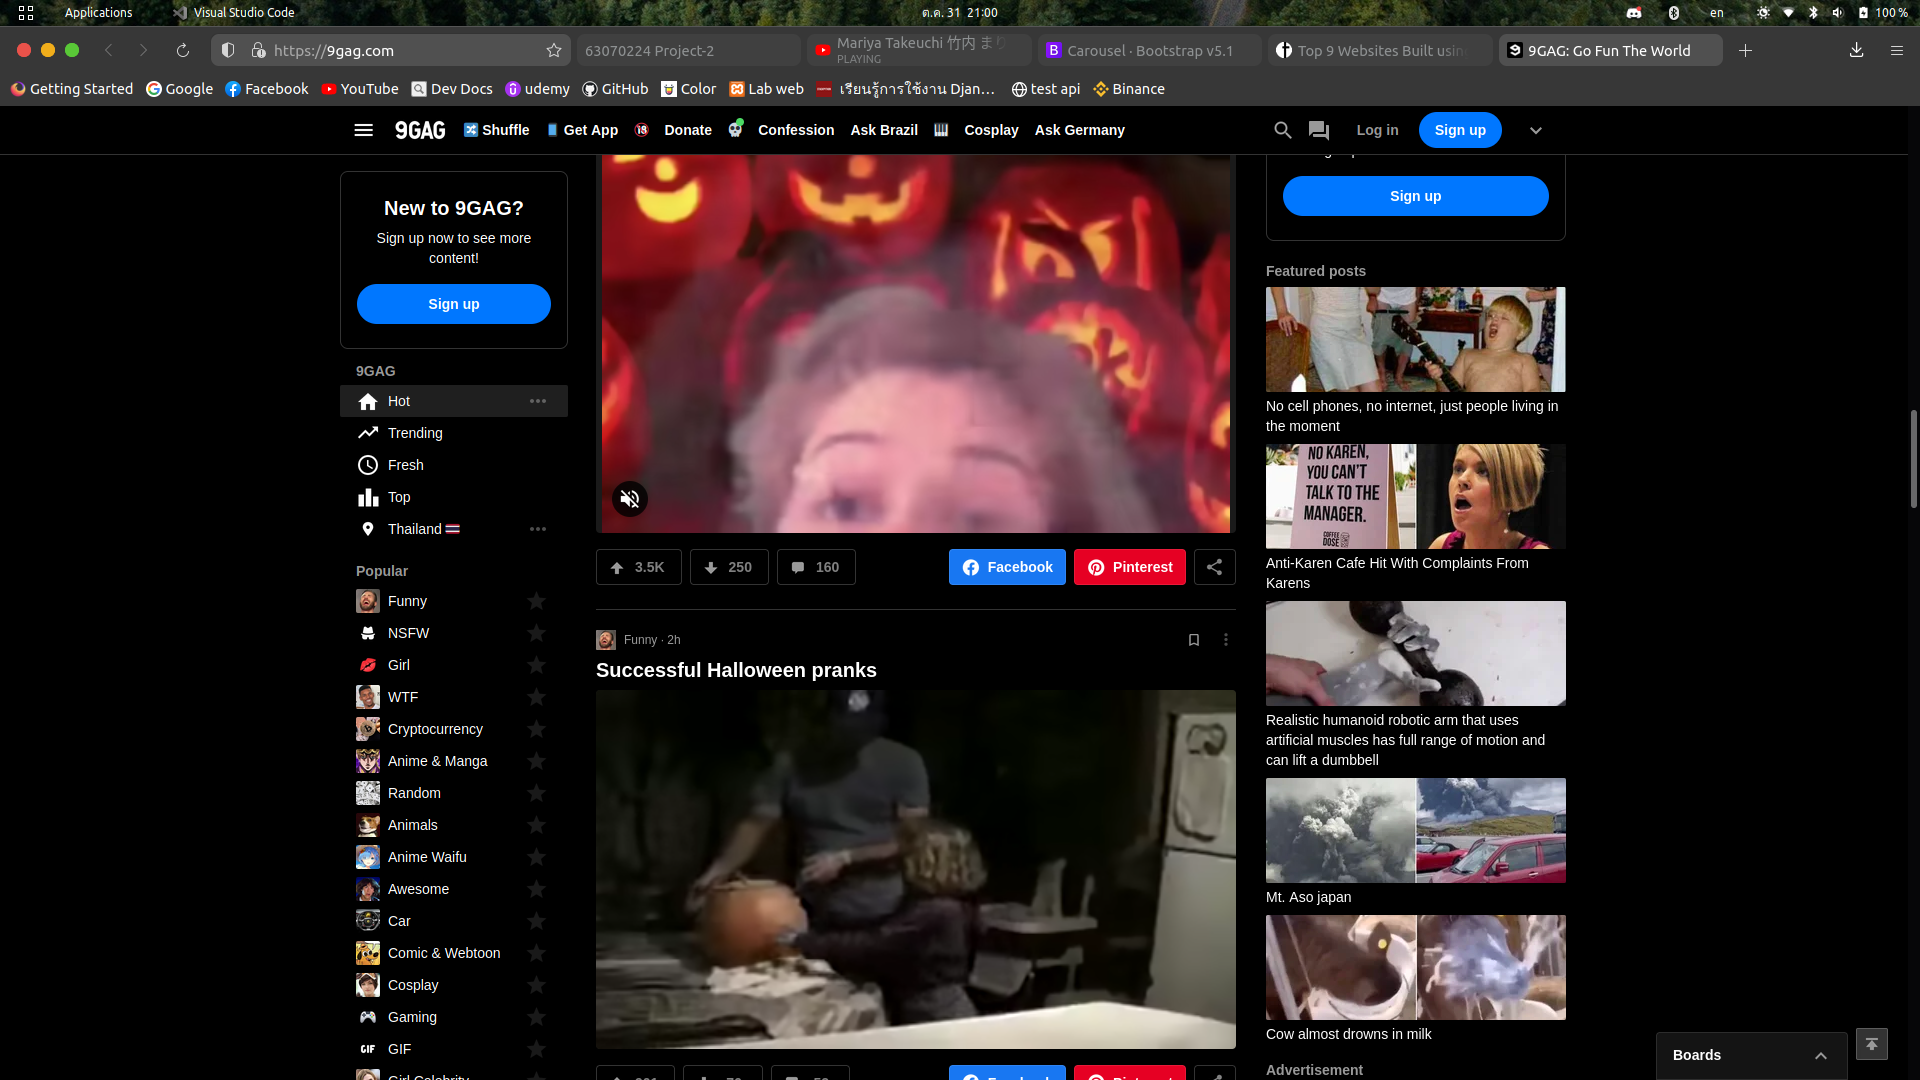 Applications
Visual Studio Code
ต.ค. 31 21:00
en
100 %
https://9gag.com
63070224 Project-2
Mariya Takeuchi 竹内 まり
PLAYING
Carousel · Bootstrap v5.1
Top 9 Websites Built usin
9GAG: Go Fun The World
Getting Started
Google
Facebook
YouTube
Dev Docs
udemy
GitHub
Color
Lab web
เรียนรู้การใช้งาน Djan…
test api
Binance
9GAG
Shuffle
Get App
Donate
Confession
Ask Brazil
Cosplay
Ask Germany
Log in
Sign up
New to 9GAG?
Sign up now to see more
content!
Sign up
9GAG
Hot
Trending
Fresh
Top
Thailand
Popular
Funny
NSFW
Girl
WTF
Cryptocurrency
Anime & Manga
Random
Animals
Anime Waifu
Awesome
Car
Comic & Webtoon
Cosplay
Gaming
GIF
GIF
Girl Celebrity
3.5K
250
160
Facebook
Pinterest
Funny · 2h
Successful Halloween pranks
Facebook
Pinterest
Sign up
Featured posts
No cell phones, no internet, just people living in
the moment
NO KAREN,
YOU CAN'T
TALK TO THE
MANAGER.
COFFEE
DOSE
Anti-Karen Cafe Hit With Complaints From
Karens
Realistic humanoid robotic arm that uses
artificial muscles has full range of motion and
can lift a dumbbell
Mt. Aso japan
Cow almost drowns in milk
Advertisement
Boards